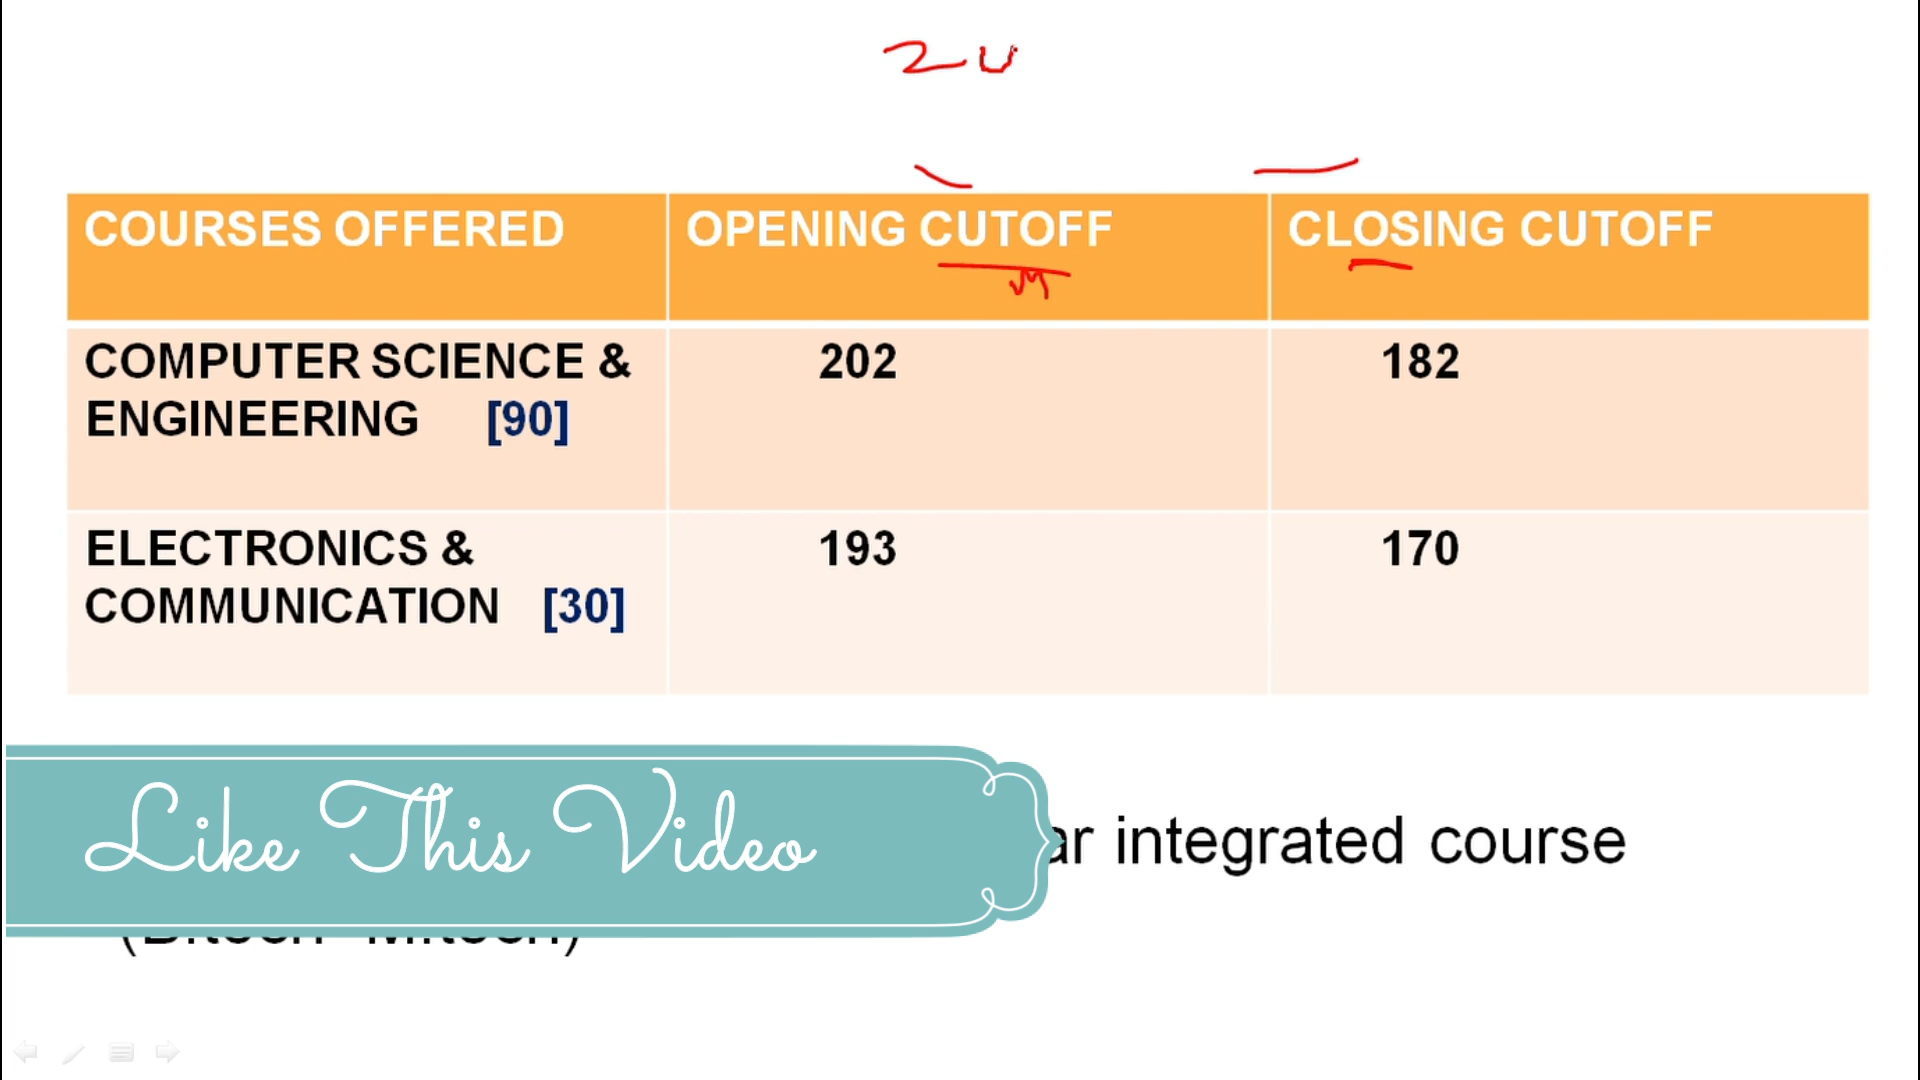 COURSES OFFERED
OPENING CUTOFF
CLOSING CUTOFF
COMPUTER SCIENCE &
ENGINEERING [90]
202
182
ELECTRONICS &
COMMUNICATION [30]
193
170
Like This Video
integrated course